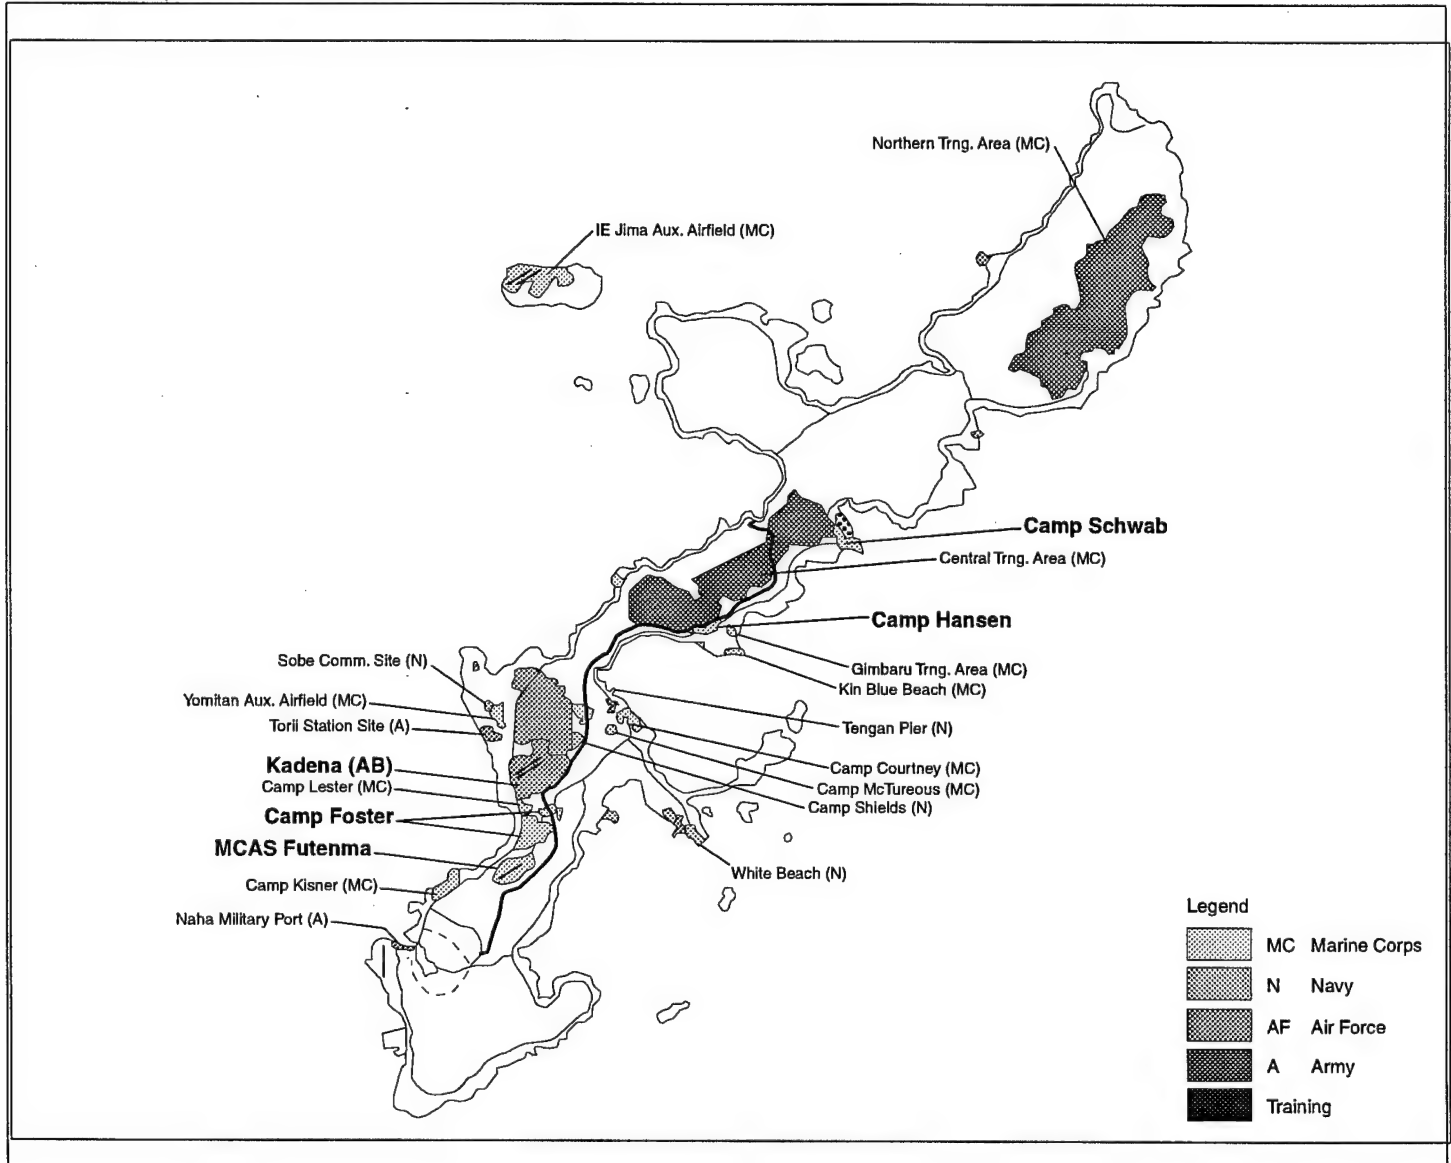 Northern Trng. Area (MC)
IE Jima Aux. Airfield (MC)
Camp Schwab
Central Trng. Area (MC)
Camp Hansen
Gimbaru Trng. Area (MC)
Kin Blue Beach (MC)
Sobe Comm. Site (N)
Yomitan Aux. Airfield (MC)
Torii Station Site (A)
Tengan Pier (N)
Kadena (AB)
Camp Lester (MC)
Camp Foster
MCAS Futenma
Camp Courtney (MC)
Camp McTureous (MC)
Camp Shields (N)
White Beach (N)
Camp Kisner (MC)
Naha Military Port (A)
Legend
MC Marine Corps
N Navy
AF Air Force
A Army
Training